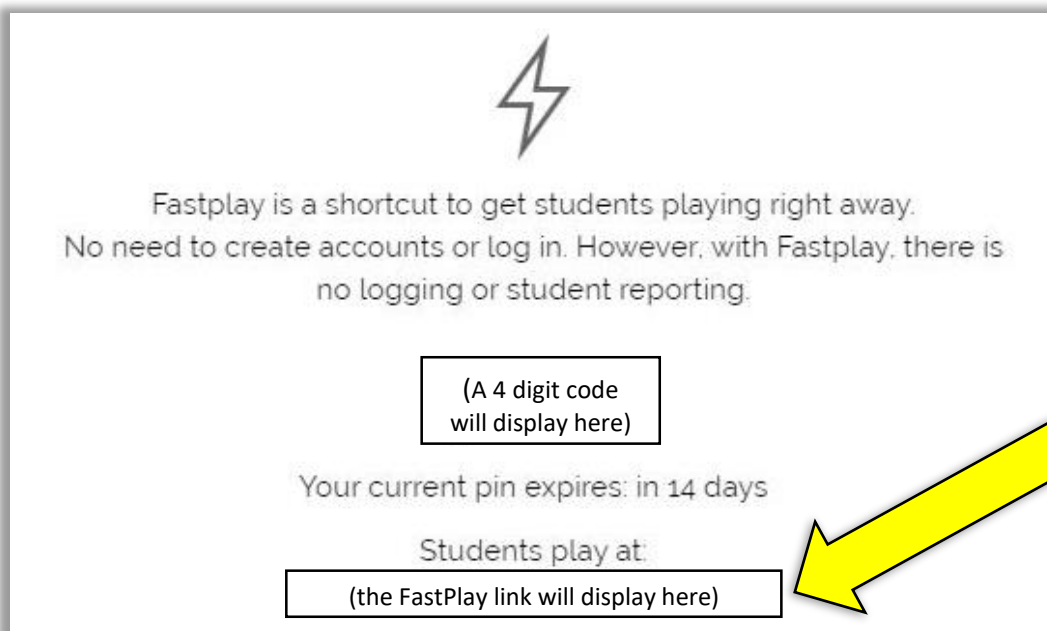 Fastplay is a shortcut to get students playing right away.
No need to create accounts or log in. However, with Fastplay, there is
no logging or student reporting.
(A 4 digit code
will display here)
Your current pin expires: in 14 days
Students play at:
(the FastPlay link will display here)